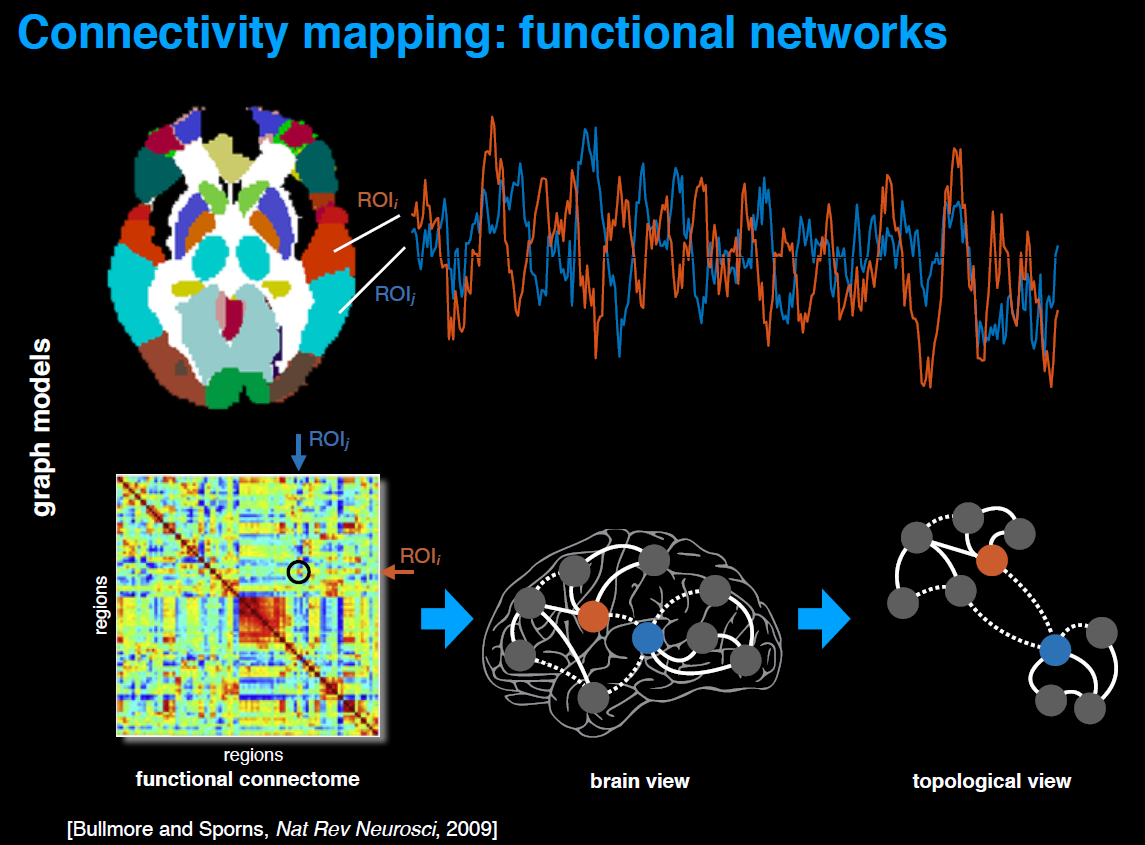 Connectivity mapping: functional networks
ROIi
ROIj
graph models
ROIj
ROIi
regions
regions
functional connectome
brain view
topological view
[Bullmore and Sporns, Nat Rev Neurosci, 2009]